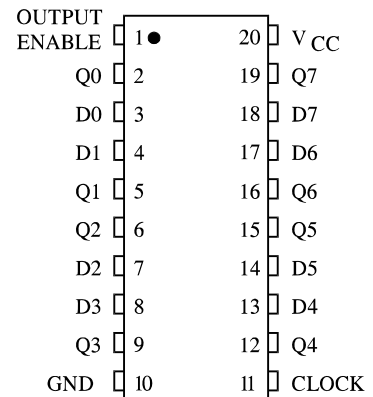 OUTPUT
ENABLE 1 20 VCC
Q0 2 19 Q7
D0 3 18 D7
D1 4 17 D6
Q1 5 16 Q6
Q2 6 15 Q5
D2 7 14 D5
D3 8 13 D4
Q3 9 12 Q4
GND 10 11 CLOCK